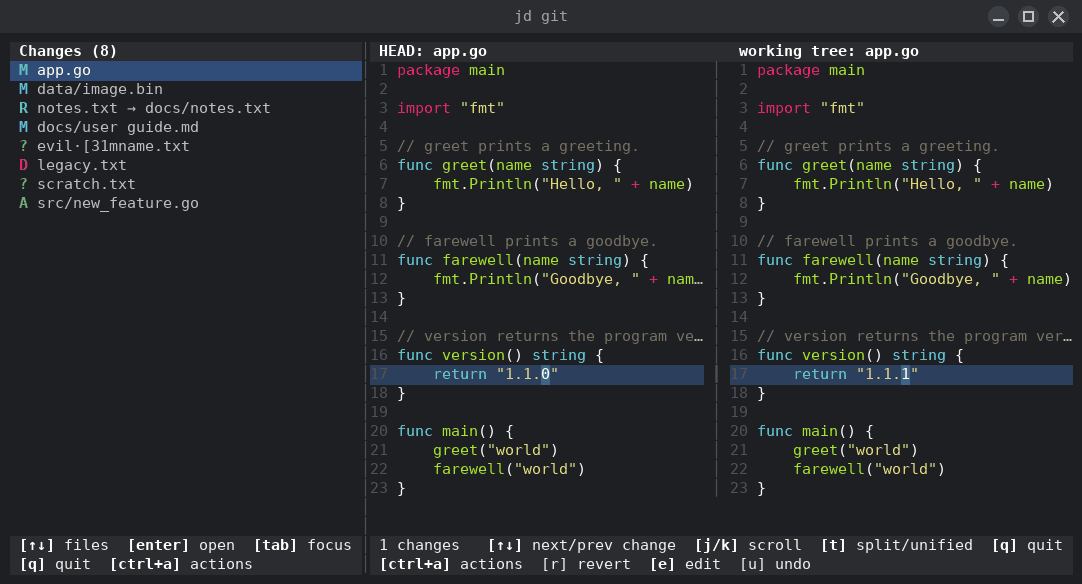 jd git
Changes (8)
M app.go
M data/image.bin
R notes.txt → docs/notes.txt
M docs/user guide.md
? evil·[31mname.txt
D legacy.txt
? scratch.txt
A src/new_feature.go
[↑↓] files [enter] open [tab] focus
[q] quit [ctrl+a] actions
HEAD: app.go
1 package main
2
3 import "fmt"
4
5 // greet prints a greeting.
6 func greet(name string) {
7     fmt.Println("Hello, " + name)
8 }
9
10 // farewell prints a goodbye.
11 func farewell(name string) {
12     fmt.Println("Goodbye, " + nam…
13 }
14
15 // version returns the program ve…
16 func version() string {
17     return "1.1.0"
18 }
19
20 func main() {
21     greet("world")
22     farewell("world")
23 }
working tree: app.go
1 package main
2
3 import "fmt"
4
5 // greet prints a greeting.
6 func greet(name string) {
7     fmt.Println("Hello, " + name)
8 }
9
10 // farewell prints a goodbye.
11 func farewell(name string) {
12     fmt.Println("Goodbye, " + name)
13 }
14
15 // version returns the program ver…
16 func version() string {
17     return "1.1.1"
18 }
19
20 func main() {
21     greet("world")
22     farewell("world")
23 }
1 changes [↑↓] next/prev change [j/k] scroll [t] split/unified [q] quit
[ctrl+a] actions [r] revert [e] edit [u] undo